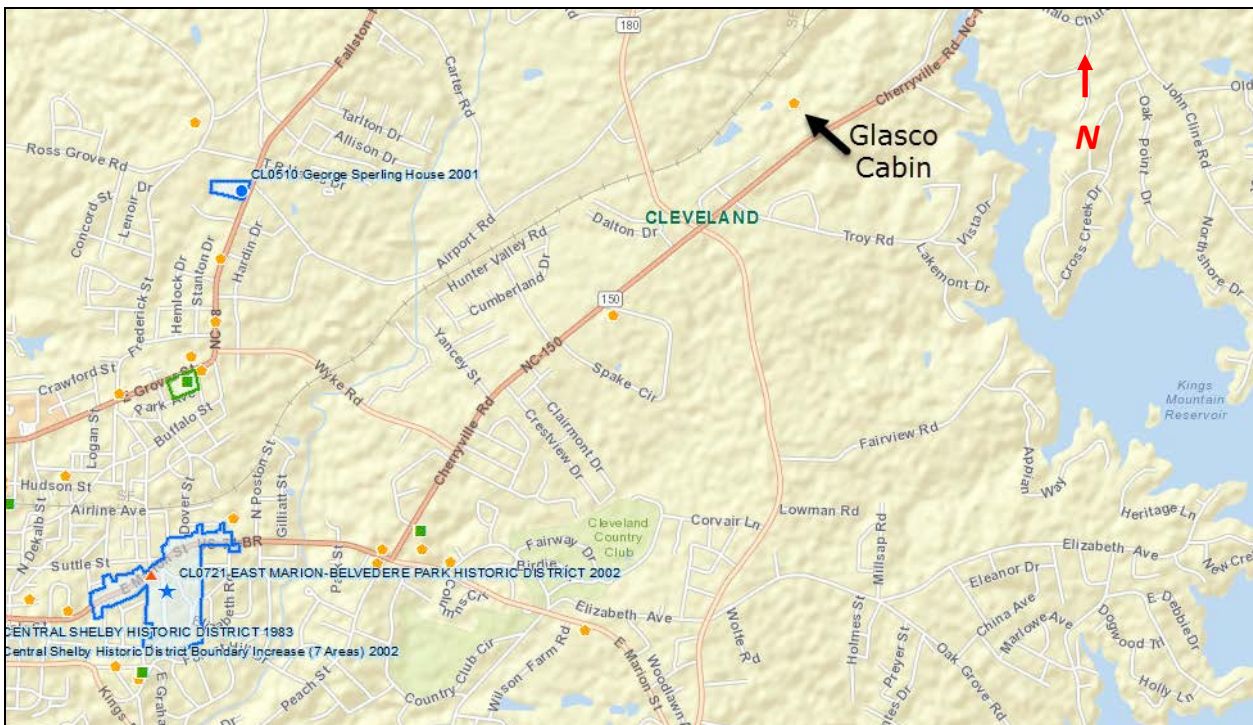 Fallston
180
Carter Rd
SF
Cherryville Rd
John Cline Rd
Oak Point Dr
N
Glasco
Cabin
Tarlton Dr
Allison Dr
Ross Grove Rd
CL0510 George Sperling House 2001
Concord St
Lenoir Dr
Airport Rd
Hunter Valley Rd
Dalton Dr
CLEVELAND
Troy Rd
Vista Dr
Lakemont Dr
Cross Creek Dr
Northshore Dr
Frederick St
Hemlock Dr
Stanton Dr
Hardin Dr
Cumberland Dr
150
NC-150
Yancey St
Spake Cir
Crawford St
Park Ave
Buffalo St
Wyke Rd
Logan St
Cherryville Rd
Clairmont Dr
Crestview Dr
Kings
Mountain
Reservoir
Fairview Rd
Appian
Way
Hudson St
SF
Airline Ave
Dover St
N Poston St
Gilliatt St
N Dekalb St
Suttle St
BR
Cleveland
Country
Club
Corvair Ln
Lowman Rd
Millsap Rd
Heritage Ln
Fairway Dr
Birdie
Elizabeth Ave
Eleanor Dr
CL0721 EAST MARION-BELVEDERE PARK HISTORIC DISTRICT 2002
Elizabeth Ave
Wolfe Rd
Holmes St
Preyer St
China Ave
Marlowe Ave
Dogwood Trl
E Debbie Dr
CENTRAL SHELBY HISTORIC DISTRICT 1983
Central Shelby Historic District Boundary Increase (7 Areas) 2002
Peach St
Country Club Cir
Wilson Farm Rd
E Marion St
Woodlawn
Oak Grove Rd
Holly Ln